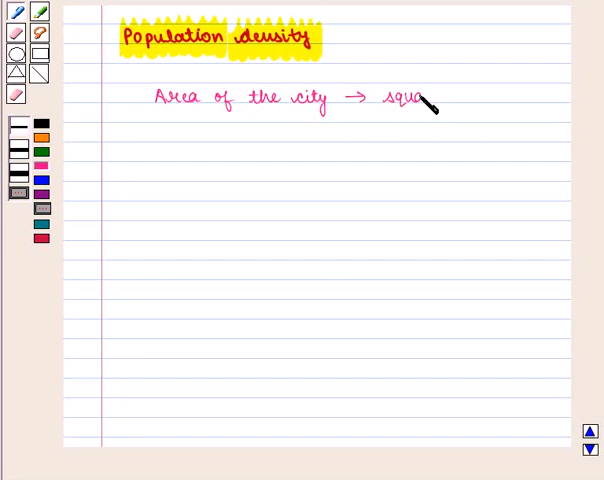 Population density
Area of the city → squa